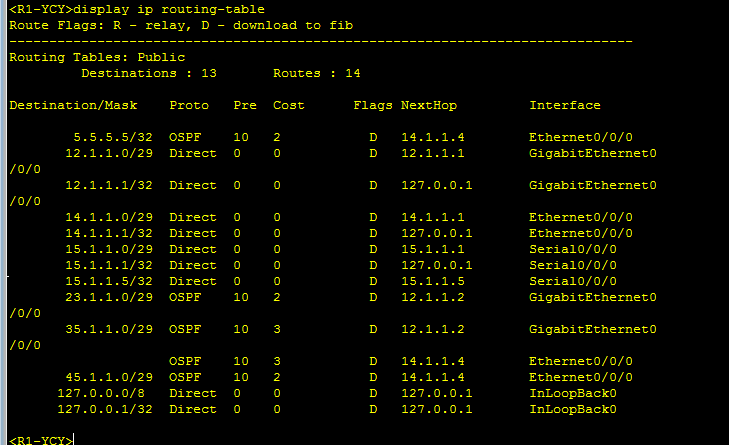 <R1-YCY>display ip routing-table
Route Flags: R - relay, D - download to fib
------------------------------------------------------------------------------
Routing Tables: Public
         Destinations : 13       Routes : 14

Destination/Mask    Proto  Pre  Cost      Flags NextHop         Interface

        5.5.5.5/32  OSPF   10   2           D   14.1.1.4        Ethernet0/0/0
       12.1.1.0/29  Direct 0    0           D   12.1.1.1        GigabitEthernet0
/0/0
       12.1.1.1/32  Direct 0    0           D   127.0.0.1       GigabitEthernet0
/0/0
       14.1.1.0/29  Direct 0    0           D   14.1.1.1        Ethernet0/0/0
       14.1.1.1/32  Direct 0    0           D   127.0.0.1       Ethernet0/0/0
       15.1.1.0/29  Direct 0    0           D   15.1.1.1        Serial0/0/0
       15.1.1.1/32  Direct 0    0           D   127.0.0.1       Serial0/0/0
       15.1.1.5/32  Direct 0    0           D   15.1.1.5        Serial0/0/0
       23.1.1.0/29  OSPF   10   2           D   12.1.1.2        GigabitEthernet0
/0/0
       35.1.1.0/29  OSPF   10   3           D   12.1.1.2        GigabitEthernet0
/0/0
                    OSPF   10   3           D   14.1.1.4        Ethernet0/0/0
       45.1.1.0/29  OSPF   10   2           D   14.1.1.4        Ethernet0/0/0
      127.0.0.0/8   Direct 0    0           D   127.0.0.1       InLoopBack0
      127.0.0.1/32  Direct 0    0           D   127.0.0.1       InLoopBack0

<R1-YCY>